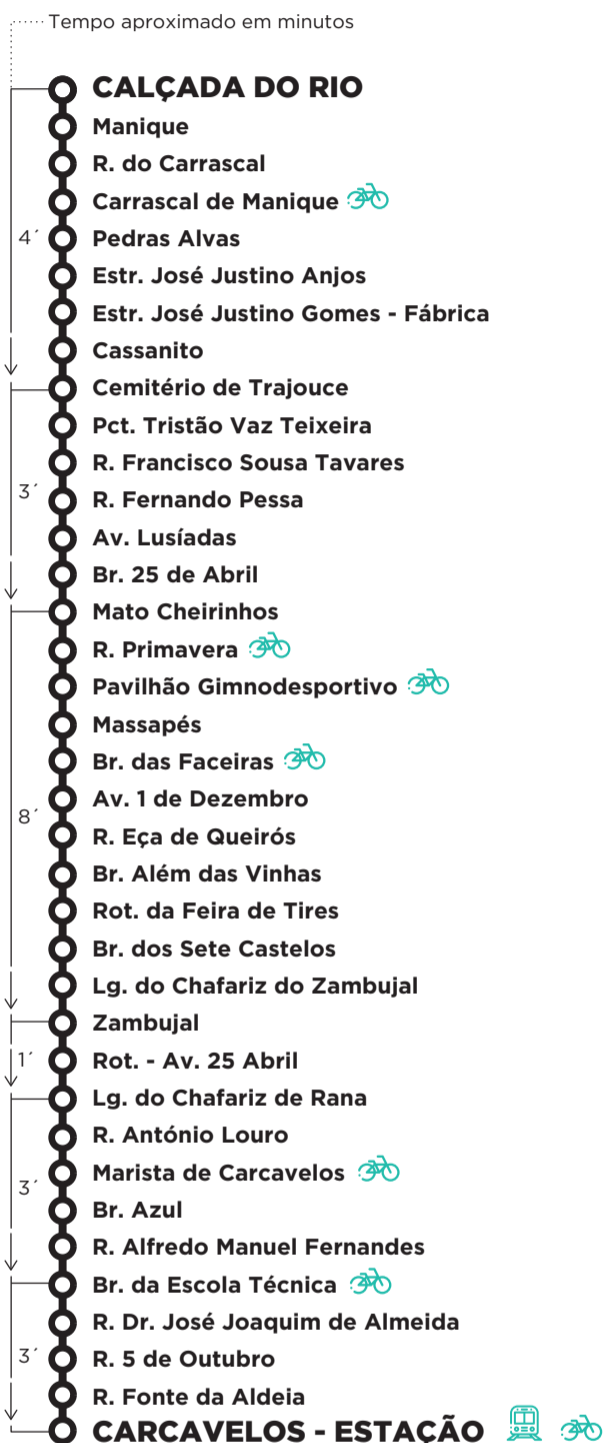 Tempo aproximado em minutos
CALÇADA DO RIO
Manique
R. do Carrascal
Carrascal de Manique
4´
Pedras Alvas
Estr. José Justino Anjos
Estr. José Justino Gomes - Fábrica
Cassanito
Cemitério de Trajouce
Pct. Tristão Vaz Teixeira
R. Francisco Sousa Tavares
3´
R. Fernando Pessa
Av. Lusíadas
Br. 25 de Abril
Mato Cheirinhos
R. Primavera
Pavilhão Gimnodesportivo
Massapés
Br. das Faceiras
Av. 1 de Dezembro
8´
R. Eça de Queirós
Br. Além das Vinhas
Rot. da Feira de Tires
Br. dos Sete Castelos
Lg. do Chafariz do Zambujal
Zambujal
1´
Rot. - Av. 25 Abril
Lg. do Chafariz de Rana
R. António Louro
Marista de Carcavelos
3´
Br. Azul
R. Alfredo Manuel Fernandes
Br. da Escola Técnica
R. Dr. José Joaquim de Almeida
3´
R. 5 de Outubro
R. Fonte da Aldeia
CARCAVELOS - ESTAÇÃO